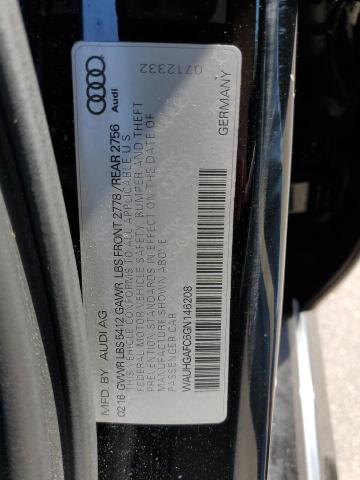 MFD. BY AUDI AG
02.16 GVWR LBS 5412 GAWR LBS FRONT 2778 / REAR 2756
THIS VEHICLE CONFORMS TO ALL APPLICABLE U.S.
FEDERAL MOTOR VEHICLE SAFETY, BUMPER AND THEFT
PREVENTION STANDARDS IN EFFECT ON THE DATE OF
MANUFACTURE SHOWN ABOVE.
PASSENGER CAR
WAUHGAFC6GN146208
GERMANY
Audi
0712332